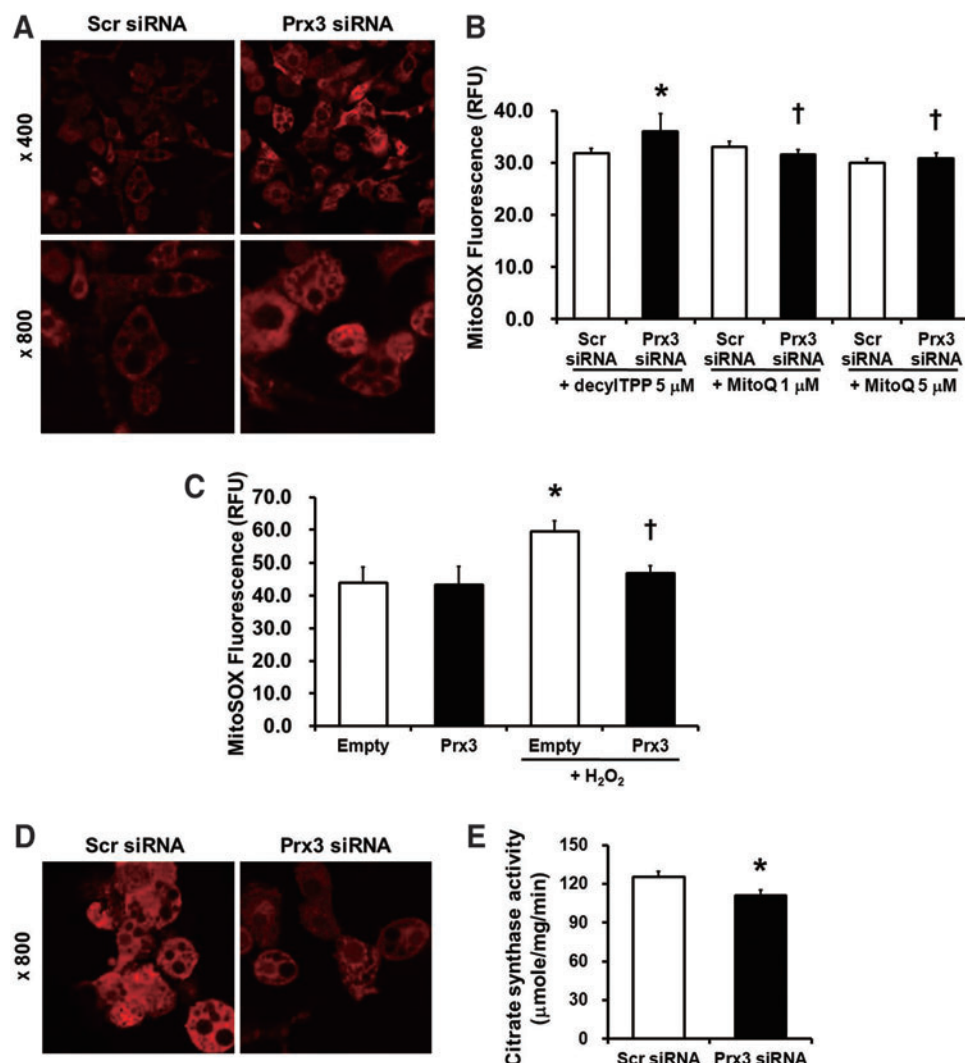 A
Scr siRNA Prx3 siRNA
x 400
x 800
B
MitoSOX Fluorescence (RFU)
40.0
30.0
20.0
10.0
0.0
* † †
Scr siRNA Prx3 siRNA Scr siRNA Prx3 siRNA Scr siRNA Prx3 siRNA
+ decylTPP 5 μM + MitoQ 1 μM + MitoQ 5 μM
C
MitoSOX Fluorescence (RFU)
70.0
60.0
50.0
40.0
30.0
20.0
10.0
0.0
* †
Empty Prx3 Empty Prx3
+ H₂O₂
D
Scr siRNA Prx3 siRNA
x 800
E
Citrate synthase activity
(μmole/mg/min)
150
120
90
60
30
0
*
Scr siRNA Prx3 siRNA